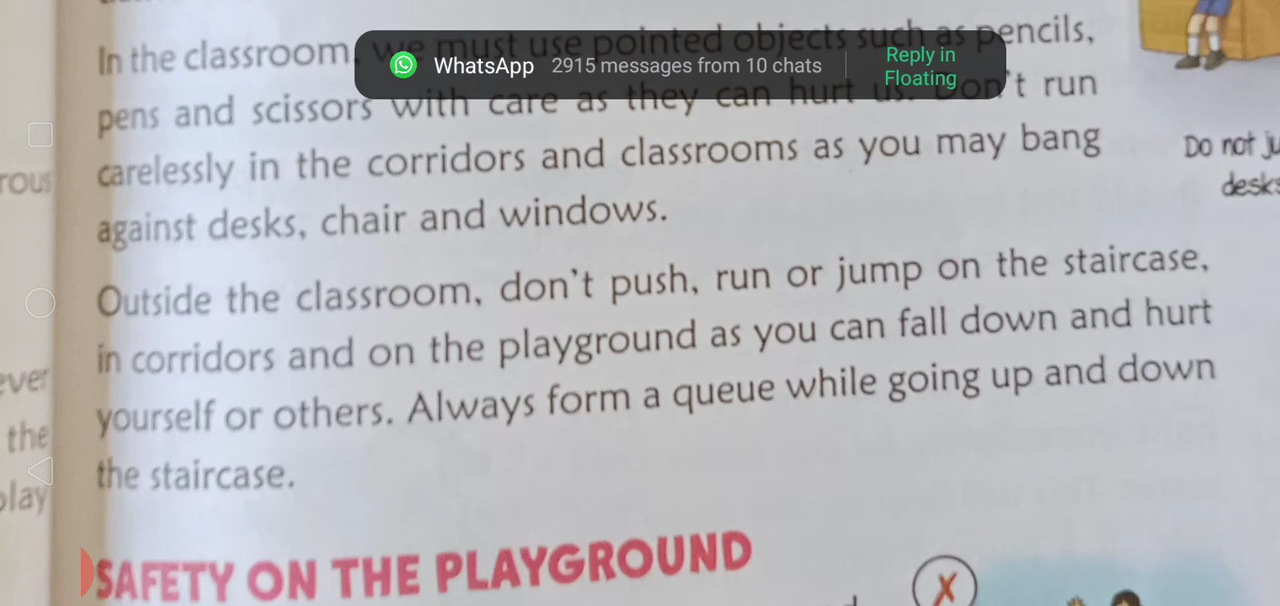 In the classroom, we must use pointed objects such as pencils,
WhatsApp 2915 messages from 10 chats
Reply in
Floating
pens and scissors with care as they can hurt us. Don't run
carelessly in the corridors and classrooms as you may bang
against desks, chair and windows.
Do not ju
desks
Outside the classroom, don't push, run or jump on the staircase,
in corridors and on the playground as you can fall down and hurt
yourself or others. Always form a queue while going up and down
the staircase.
rous
ever
the
play
SAFETY ON THE PLAYGROUND
X